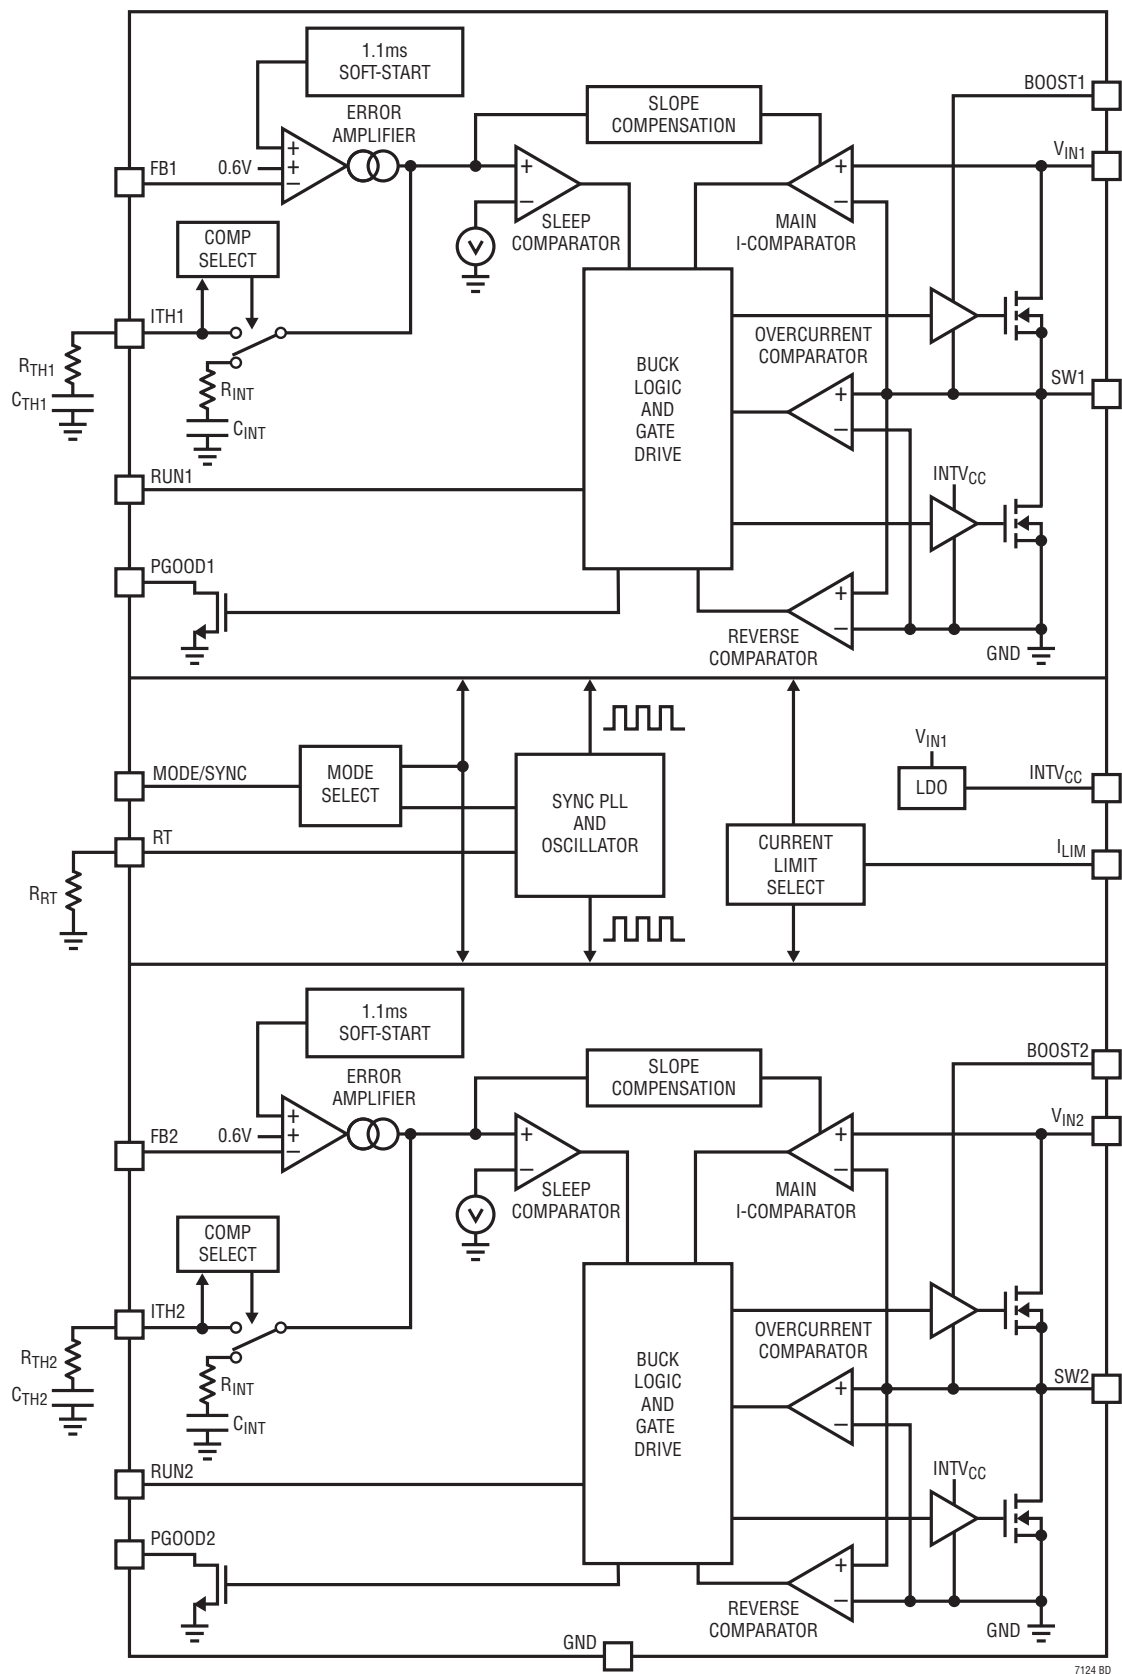 1.1ms
SOFT-START
BOOST1
ERROR
AMPLIFIER
SLOPE
COMPENSATION
VIN1
FB1
0.6V
+
+
−
+
−
+
−
SLEEP
COMPARATOR
MAIN
I-COMPARATOR
V
COMP
SELECT
ITH1
RTH1
CTH1
RINT
CINT
BUCK
LOGIC
AND
GATE
DRIVE
OVERCURRENT
COMPARATOR
+
−
SW1
RUN1
INTVCC
PGOOD1
+
−
REVERSE
COMPARATOR
GND
MODE/SYNC
MODE
SELECT
SYNC PLL
AND
OSCILLATOR
VIN1
LDO
INTVCC
RT
RRT
CURRENT
LIMIT
SELECT
ILIM
1.1ms
SOFT-START
BOOST2
ERROR
AMPLIFIER
SLOPE
COMPENSATION
VIN2
FB2
0.6V
+
+
−
+
−
+
−
SLEEP
COMPARATOR
MAIN
I-COMPARATOR
V
COMP
SELECT
ITH2
RTH2
CTH2
RINT
CINT
BUCK
LOGIC
AND
GATE
DRIVE
OVERCURRENT
COMPARATOR
+
−
SW2
RUN2
INTVCC
PGOOD2
+
−
REVERSE
COMPARATOR
GND
GND
7124 BD